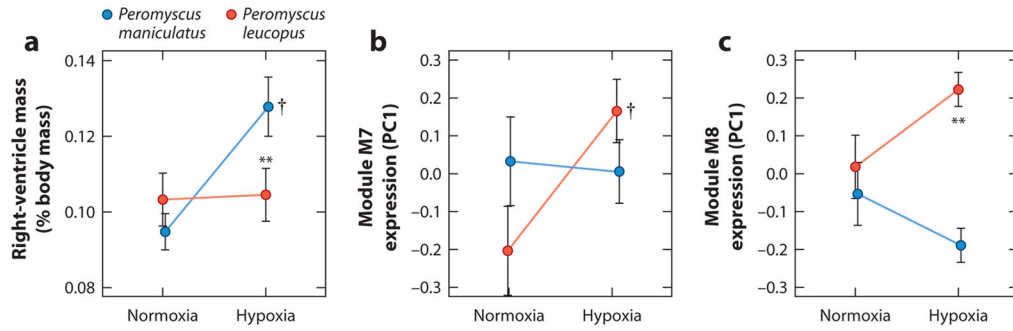 Peromyscus maniculatus
Peromyscus leucopus
a
Right-ventricle mass
(% body mass)
0.14
0.12
0.10
0.08
†
**
Normoxia
Hypoxia
b
Module M7
expression (PC1)
0.3
0.2
0.1
0.0
–0.1
–0.2
–0.3
†
Normoxia
Hypoxia
c
Module M8
expression (PC1)
0.3
0.2
0.1
0.0
–0.1
–0.2
–0.3
**
Normoxia
Hypoxia